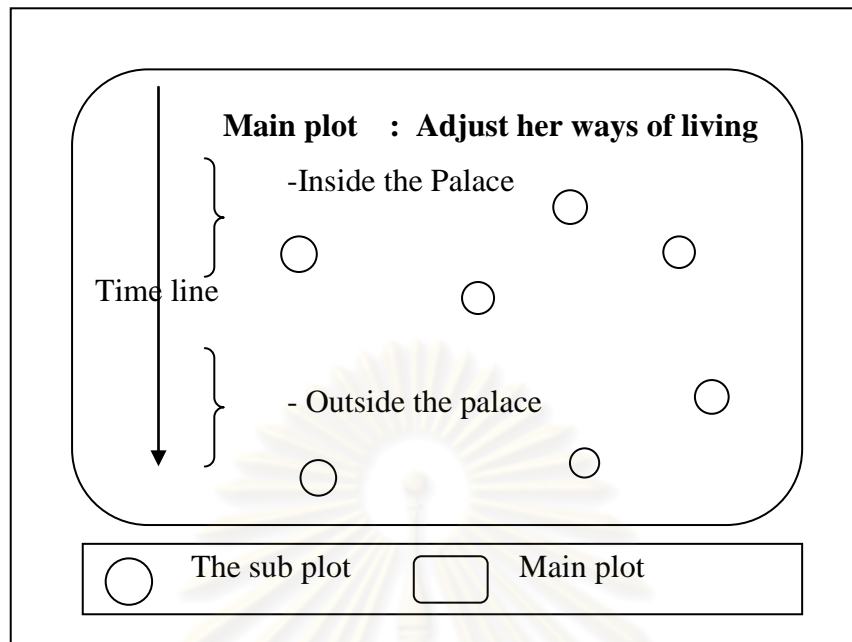 Main plot : Adjust her ways of living
-Inside the Palace
Time line
- Outside the palace
The sub plot
Main plot